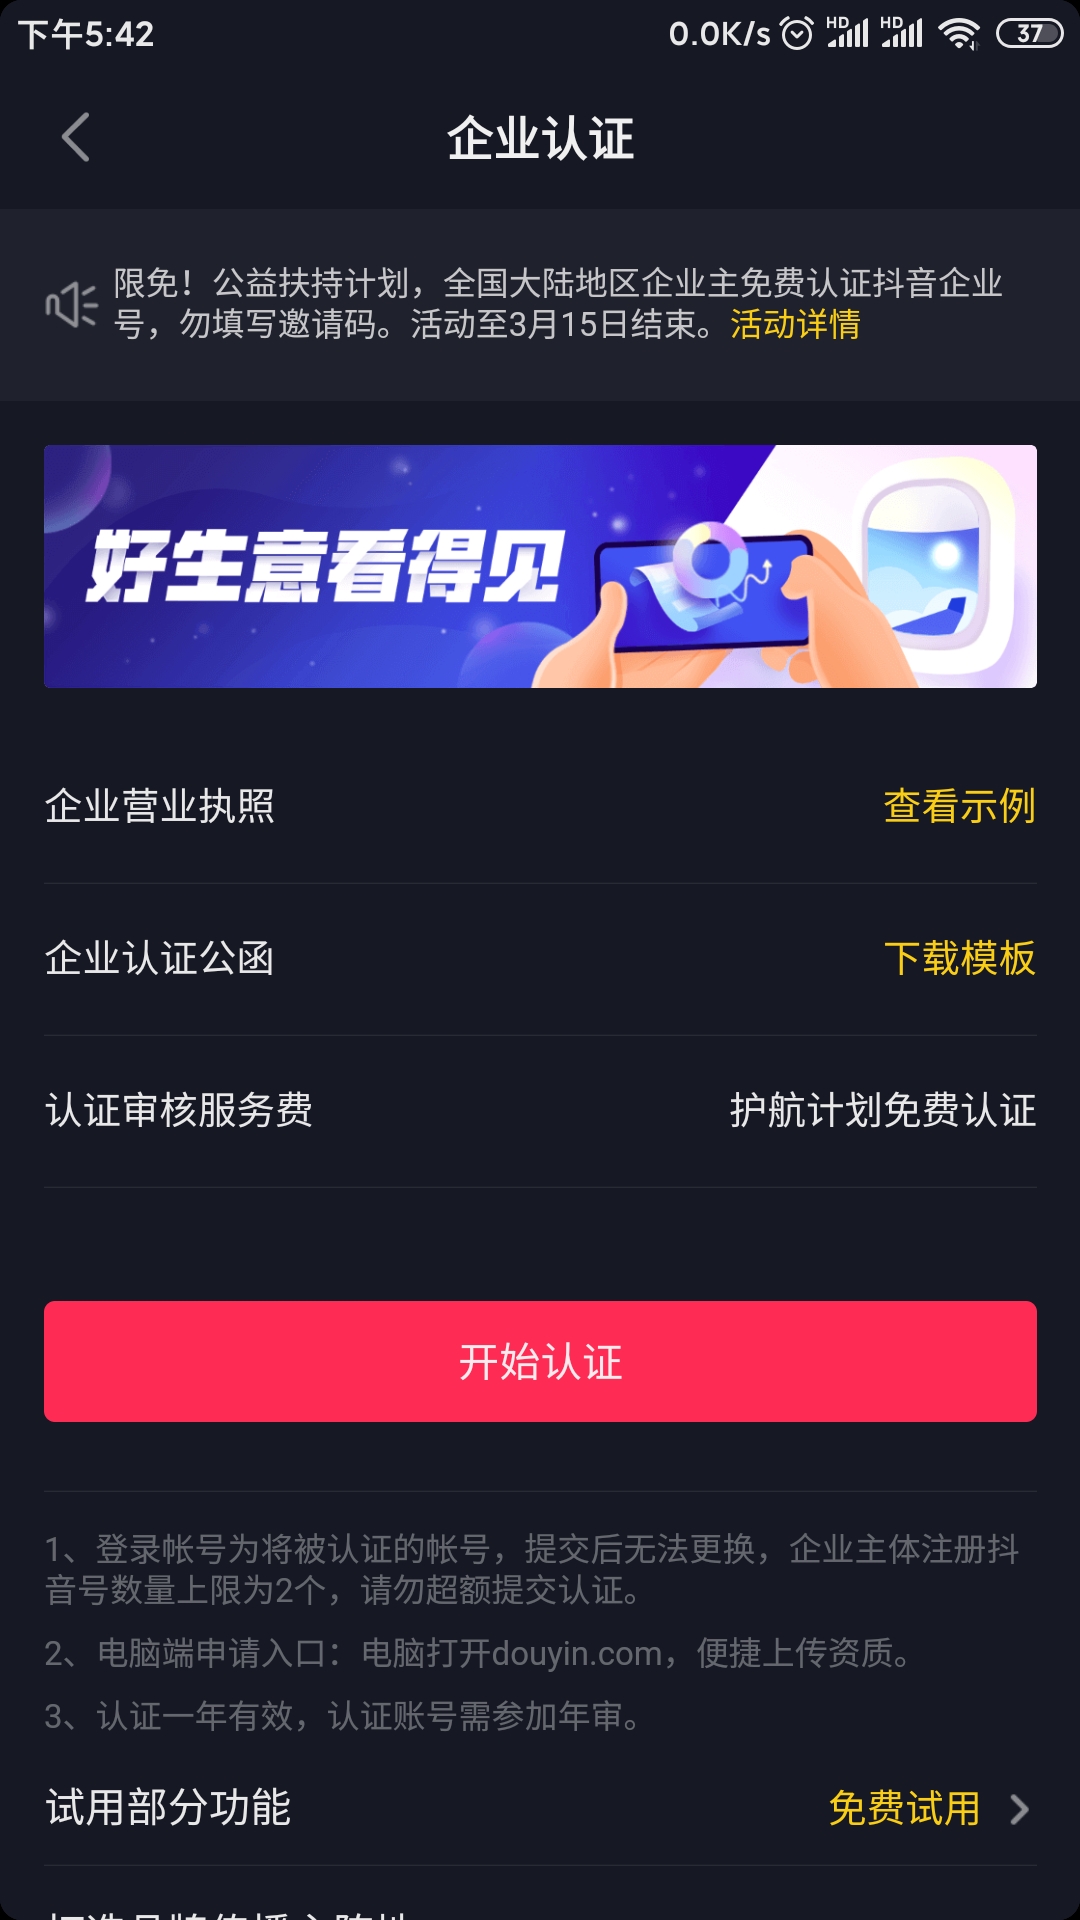 下午5:42 0.0K/s HD HD 37
企业认证
限免！公益扶持计划，全国大陆地区企业主免费认证抖音企业
号，勿填写邀请码。活动至3月15日结束。活动详情
好生意看得见
企业营业执照 查看示例
企业认证公函 下载模板
认证审核服务费 护航计划免费认证
开始认证
1、登录帐号为将被认证的帐号，提交后无法更换，企业主体注册抖
音号数量上限为2个，请勿超额提交认证。
2、电脑端申请入口：电脑打开douyin.com，便捷上传资质。
3、认证一年有效，认证账号需参加年审。
试用部分功能 免费试用